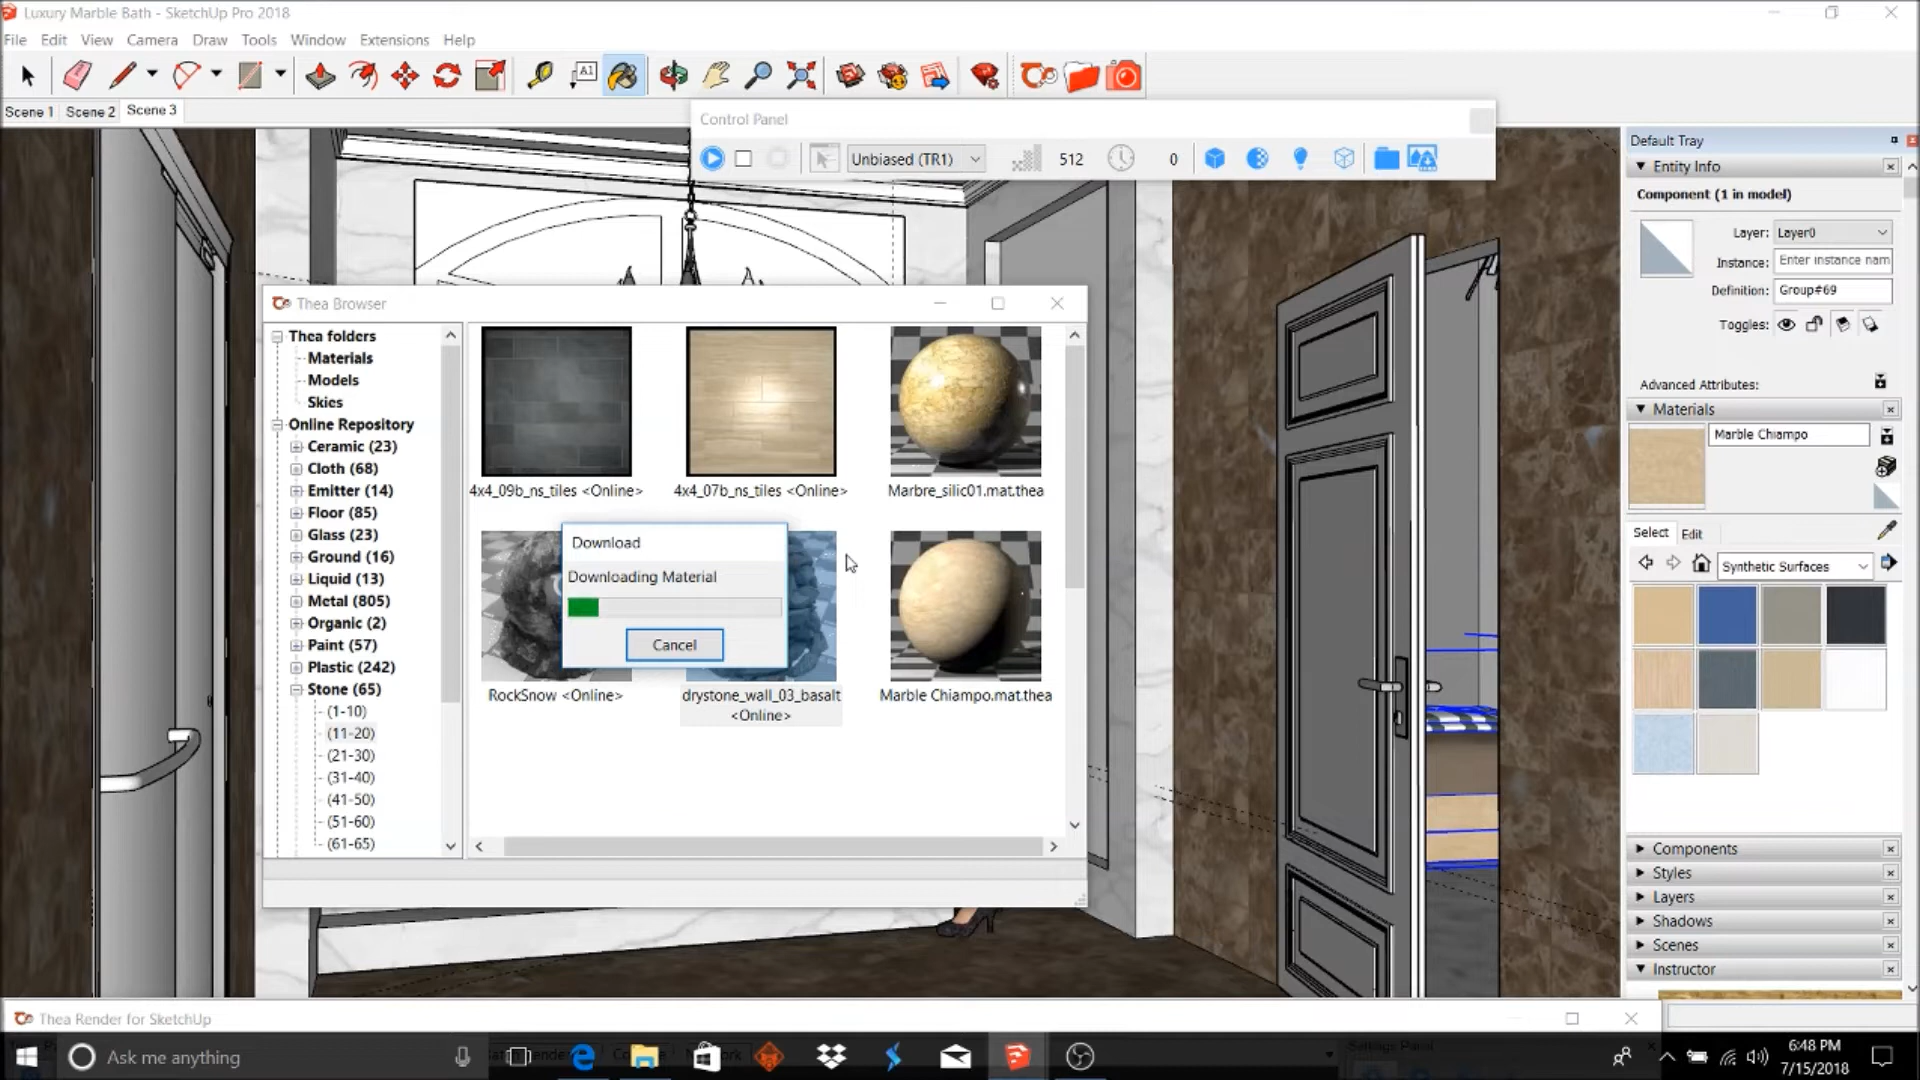 Luxury Marble Bath - SketchUp Pro 2018
File Edit View Camera Draw Tools Window Extensions Help
A1
Scene 1 Scene 2 Scene 3
Control Panel
Unbiased (TR1) 512 0
Default Tray
Entity Info
Component (1 in model)
Layer: Layer0
Instance: Enter instance nam
Definition: Group#69
Toggles:
Advanced Attributes:
Materials
Marble Chiampo
Select Edit
Synthetic Surfaces
Components
Styles
Layers
Shadows
Scenes
Instructor
Thea Browser
Thea folders
Materials
Models
Skies
Online Repository
Ceramic (23)
Cloth (68)
Emitter (14)
Floor (85)
Glass (23)
Ground (16)
Liquid (13)
Metal (805)
Organic (2)
Paint (57)
Plastic (242)
Stone (65)
(1-10)
(11-20)
(21-30)
(31-40)
(41-50)
(51-60)
(61-65)
4x4_09b_ns_tiles <Online> 4x4_07b_ns_tiles <Online> Marbre_silic01.mat.thea
RockSnow <Online> drystone_wall_03_basalt <Online> Marble Chiampo.mat.thea
Download
Downloading Material
Cancel
Thea Render for SketchUp
Ask me anything
6:48 PM
7/15/2018